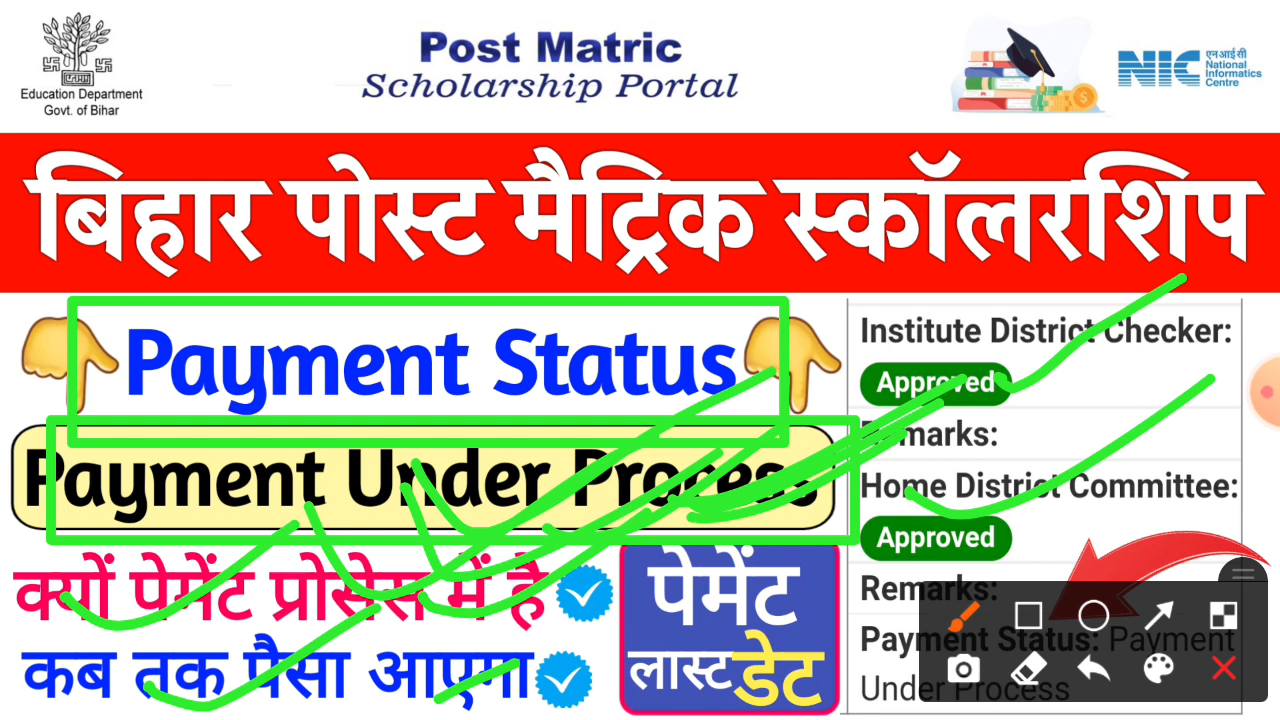 Education Department
Govt. of Bihar
Post Matric
Scholarship Portal
NIC
एनआईसी
National
Informatics
Centre
बिहार पोस्ट मैट्रिक स्कॉलरशिप
Payment Status
Payment Under Process
क्यों पेमेंट प्रोसेस में है
कब तक पैसा आएगा
पेमेंट
लास्ट डेट
Institute District Checker:
Approved
Remarks:
Home District Committee:
Approved
Remarks:
Payment Status: Payment
Under Process